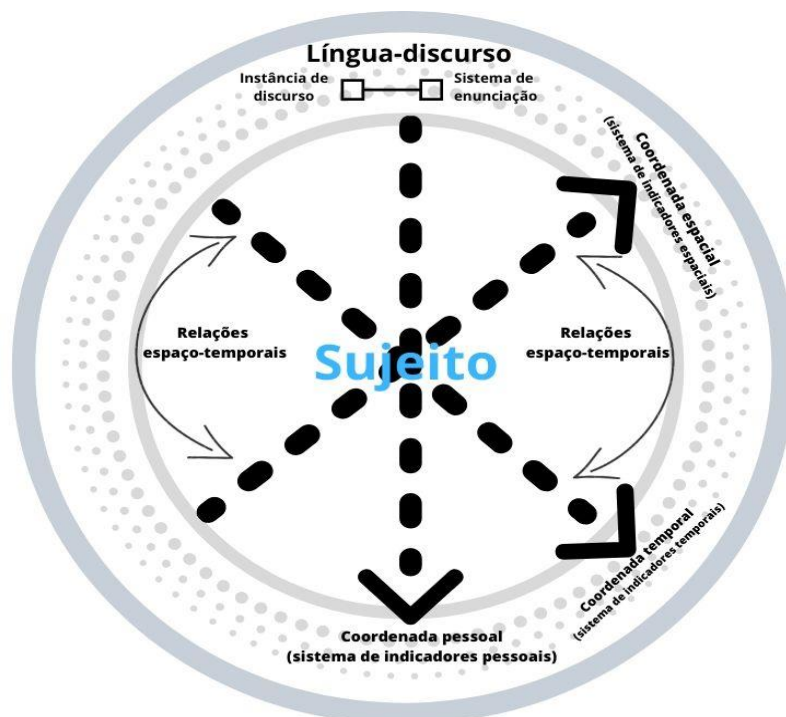 Língua-discurso
Instância de
discurso
Sistema de
enunciação
Coordenada espacial
(sistema de indicadores espaciais)
Relações
espaço-temporais
Sujeito
Relações
espaço-temporais
Coordenada temporal
(sistema de indicadores temporais)
Coordenada pessoal
(sistema de indicadores pessoais)